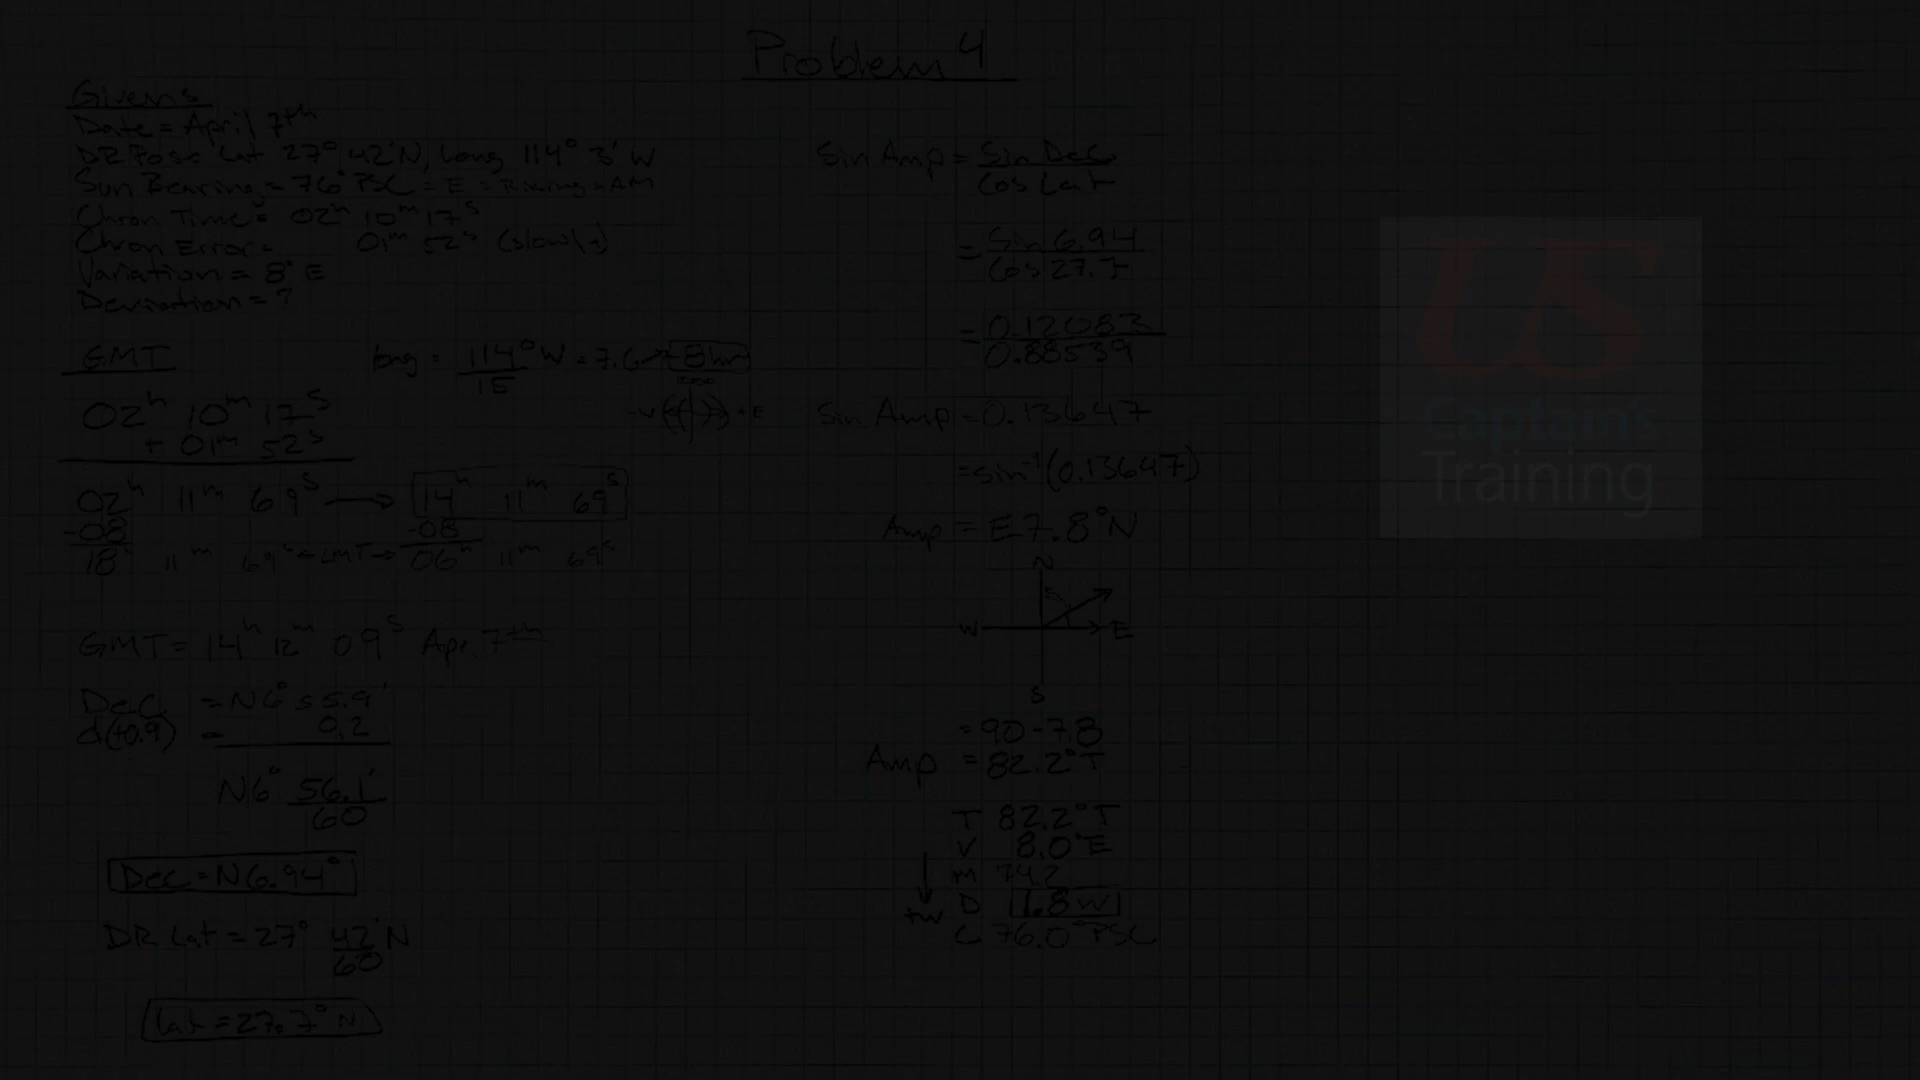 Problem 4
Givens
Date = April 7th
DR Pos = Lat 27° 42' N, Long 114° 3' W
Sun Bearing = 76° PSC = E = Rising = AM
Chron Time = 02h 10m 17s
Chron Error = 01m 52s (slow/+)
Variation = 8° E
Deviation = ?
GMT
long = 114° W = 7.6 → -8hr
15
-W + E
02h 10m 17s
+ 01m 52s
02h 11m 69s → 14h 11m 69s
-08 -08
18h 11m 69s ← LMT → 06h 11m 69s
GMT = 14h 12m 09s Apr. 7th
Dec = N6° 55.9'
d(+0.9) = 0.2
N6° 56.1'
60
Dec = N6.94°
DR Lat = 27° 42' N
60
Lat = 27.7° N
Sin Amp = Sin Dec
Cos Lat
= Sin 6.94
Cos 27.7
= 0.12083
0.88539
Sin Amp = 0.13647
= sin-1 (0.13647)
Amp = E7.8°N
N
W E
S
= 90 - 7.8
Amp = 82.2°T
T 82.2°T
V 8.0°E
M 74.2
D 1.8W
+W
C 76.0°PSC
US
Captain's
Training